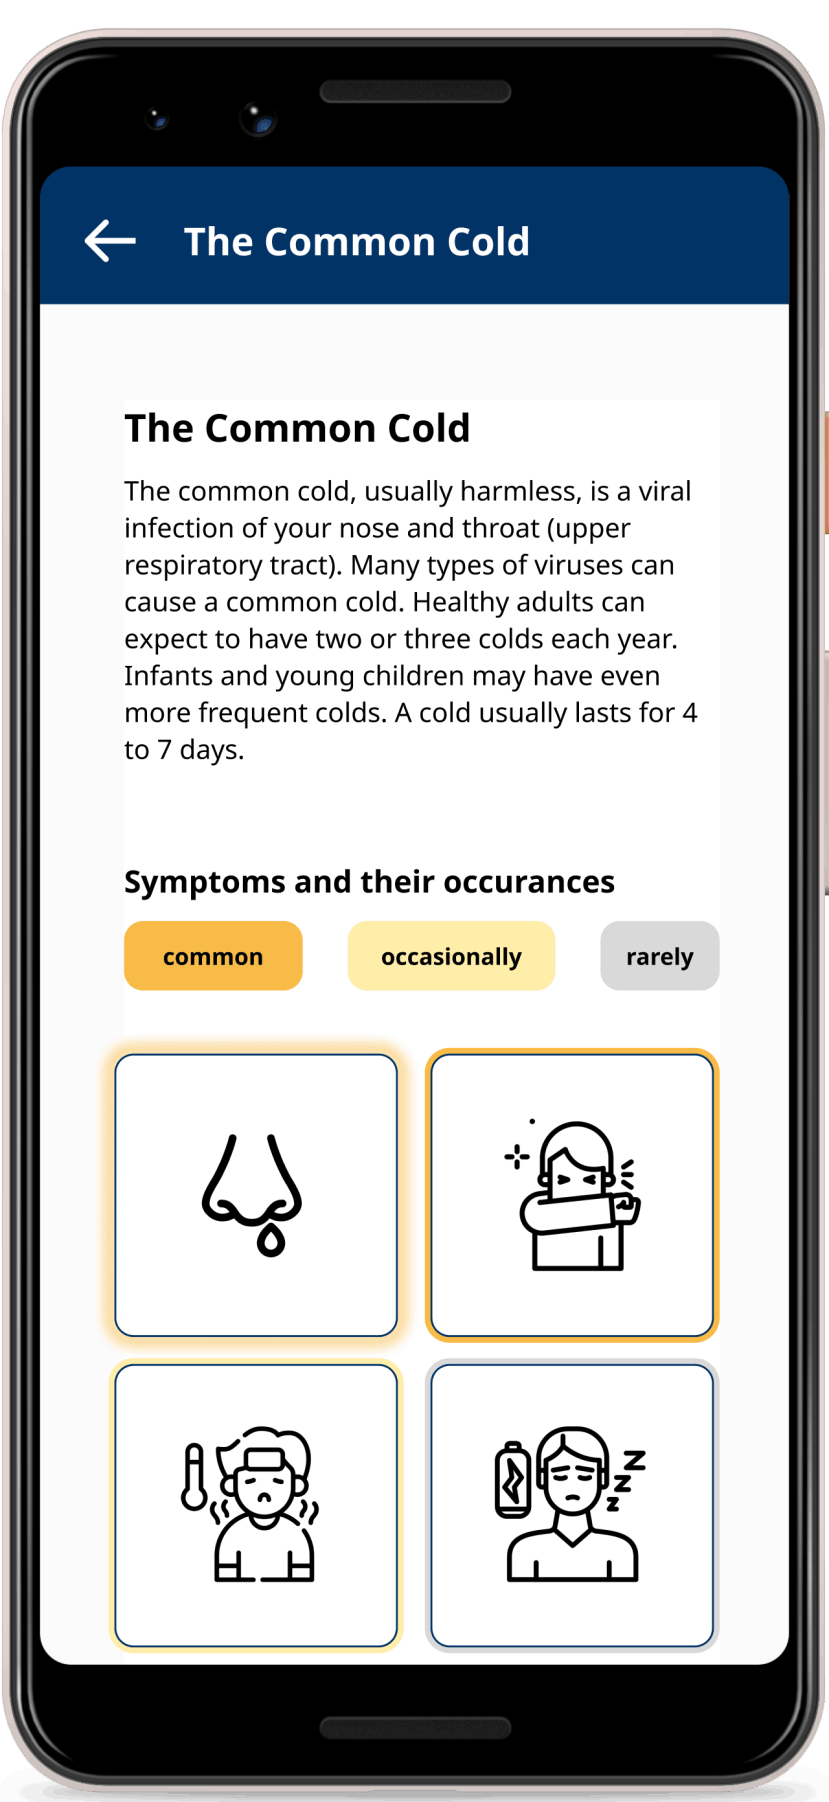 The Common Cold
The Common Cold
The common cold, usually harmless, is a viral
infection of your nose and throat (upper
respiratory tract). Many types of viruses can
cause a common cold. Healthy adults can
expect to have two or three colds each year.
Infants and young children may have even
more frequent colds. A cold usually lasts for 4
to 7 days.
Symptoms and their occurances
common occasionally rarely